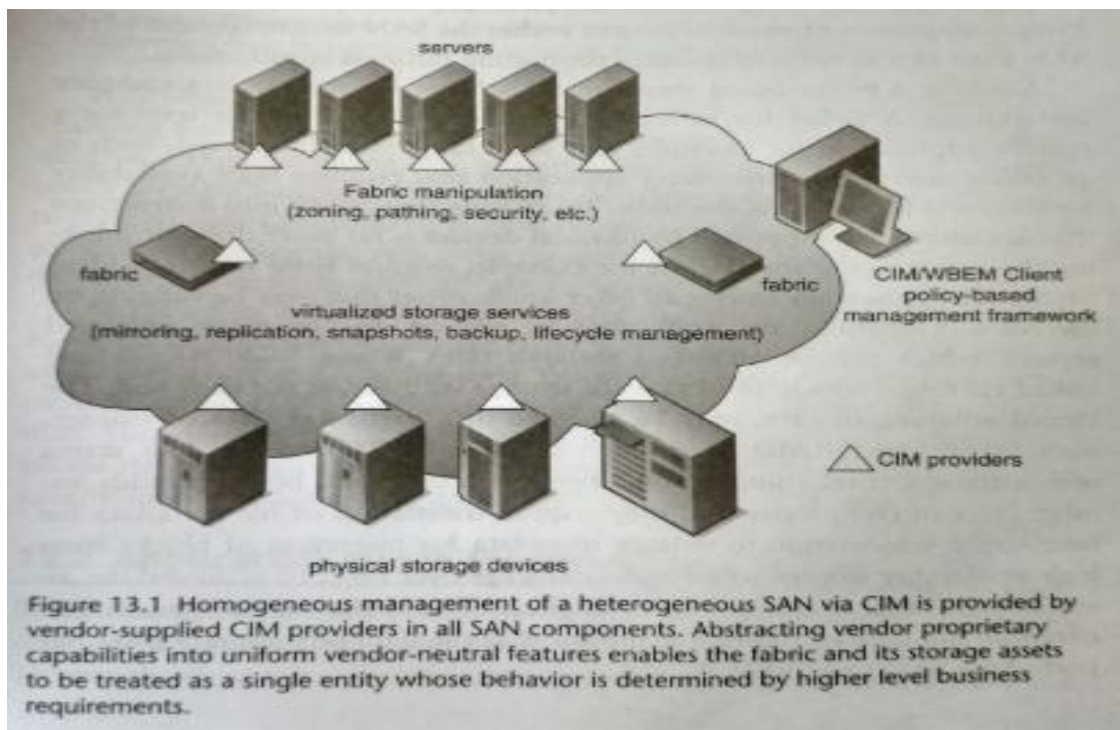 servers
Fabric manipulation
(zoning, pathing, security, etc.)
fabric
fabric
CIM/WBEM Client
policy-based
management framework
virtualized storage services
(mirroring, replication, snapshots, backup, lifecycle management)
CIM providers
physical storage devices
Figure 13.1 Homogeneous management of a heterogeneous SAN via CIM is provided by
vendor-supplied CIM providers in all SAN components. Abstracting vendor proprietary
capabilities into uniform vendor-neutral features enables the fabric and its storage assets
to be treated as a single entity whose behavior is determined by higher level business
requirements.